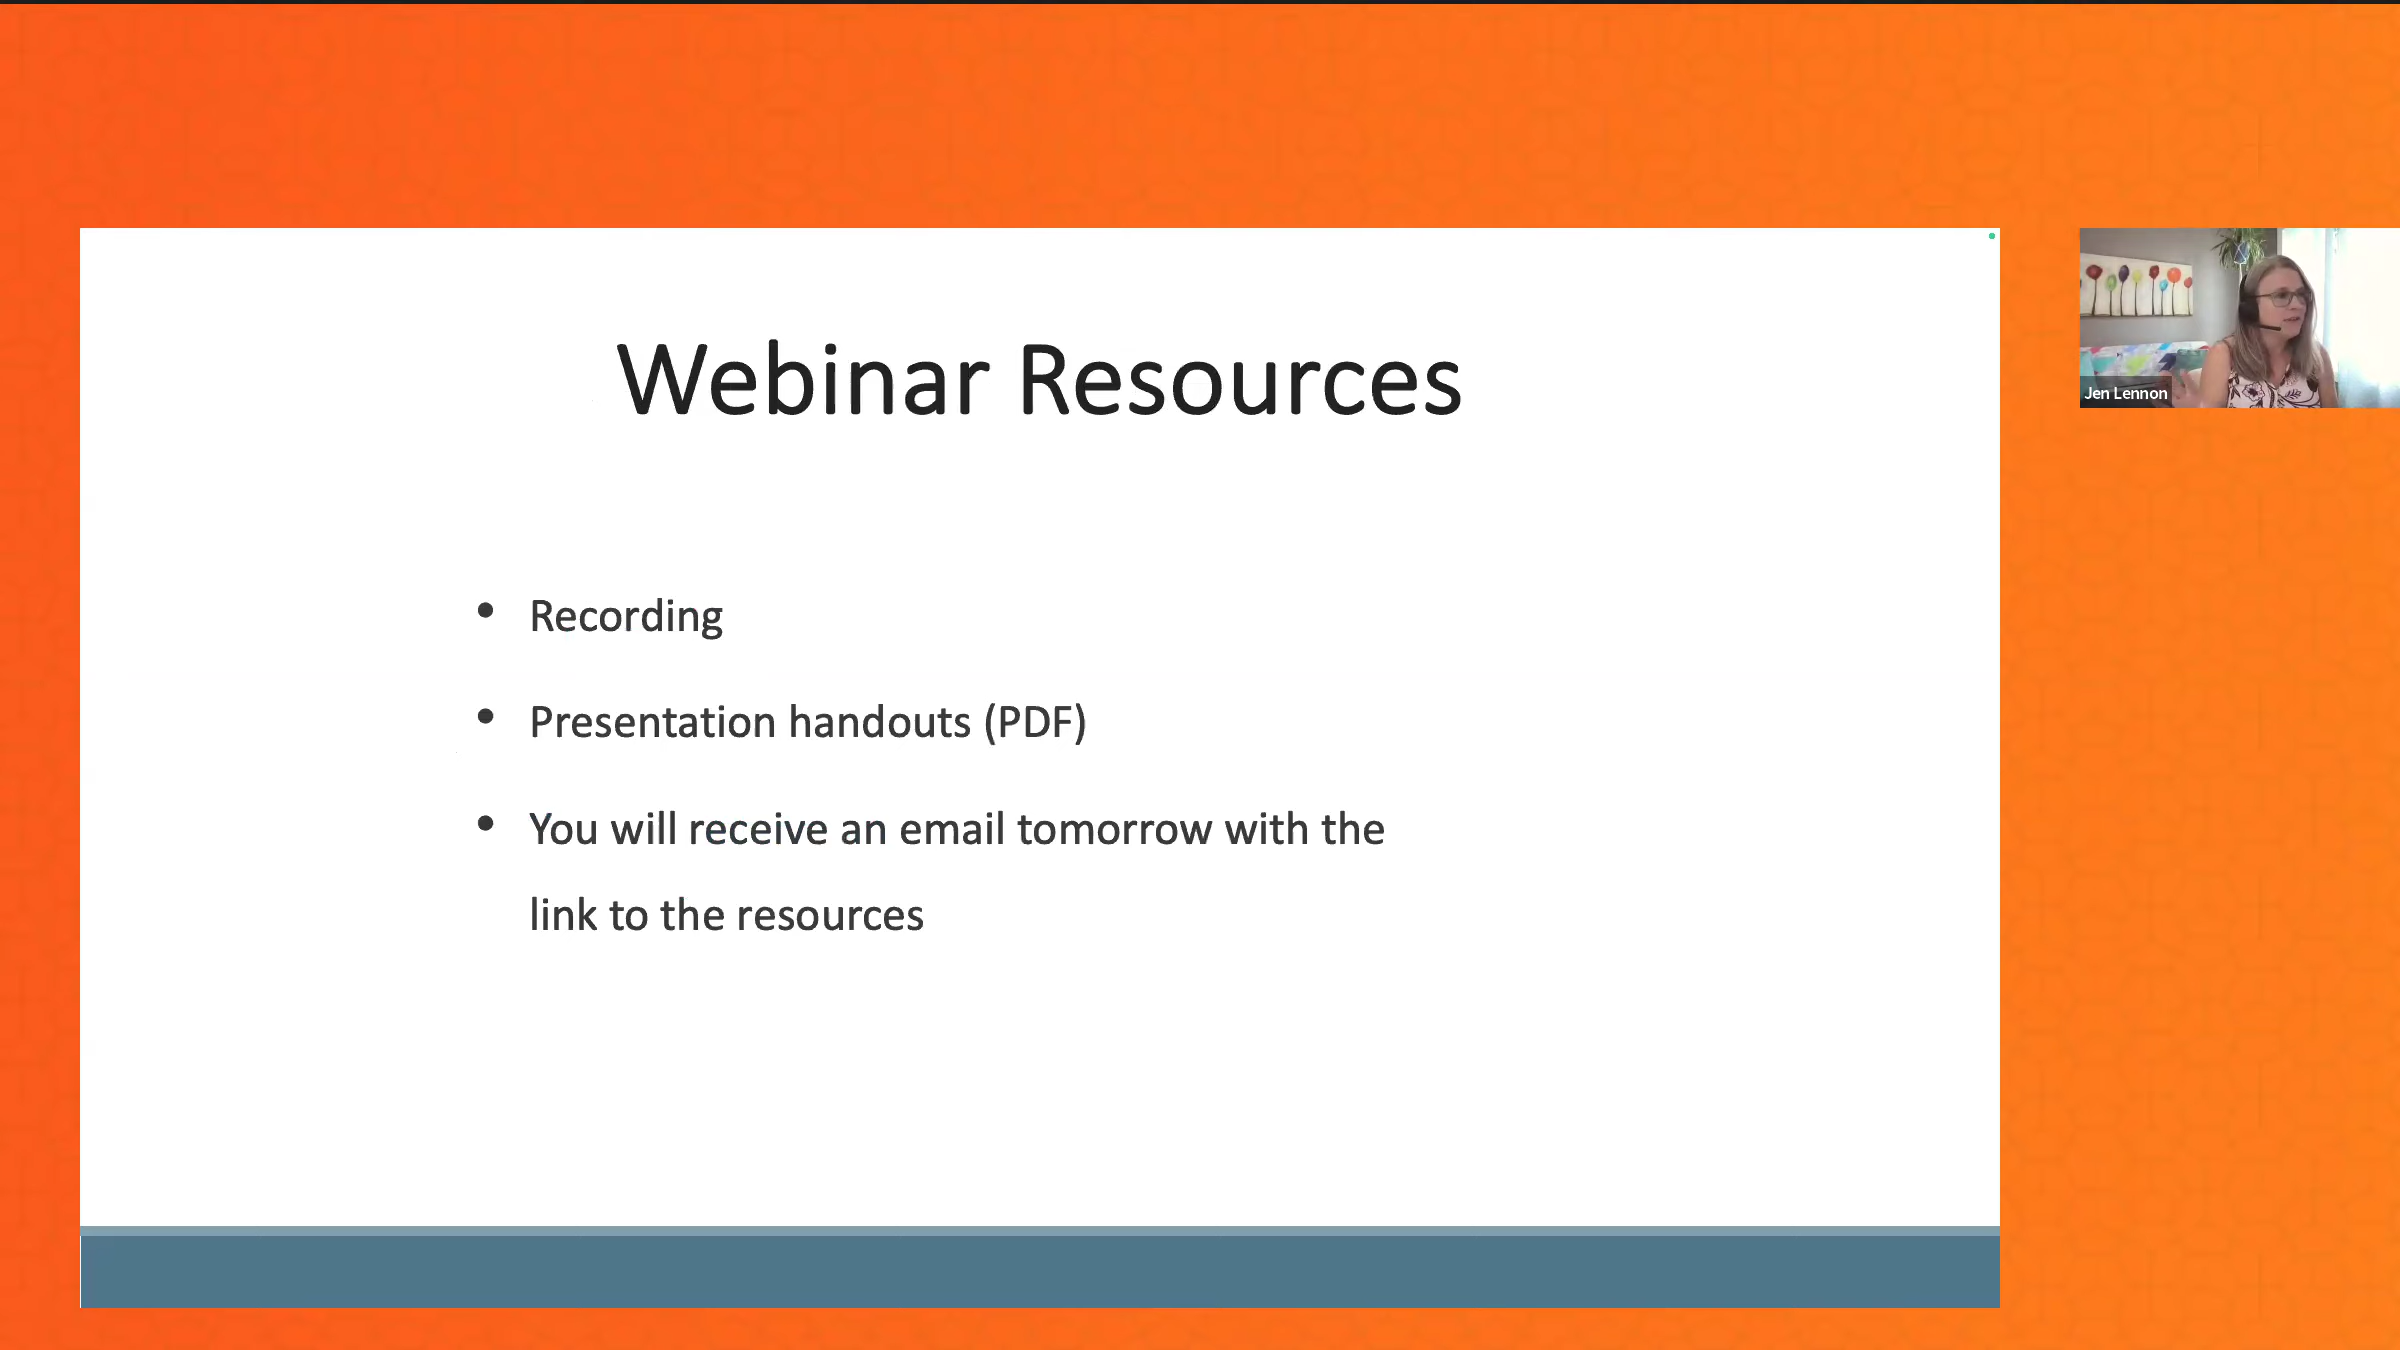 Webinar Resources
• Recording
• Presentation handouts (PDF)
• You will receive an email tomorrow with the
link to the resources
Jen Lennon